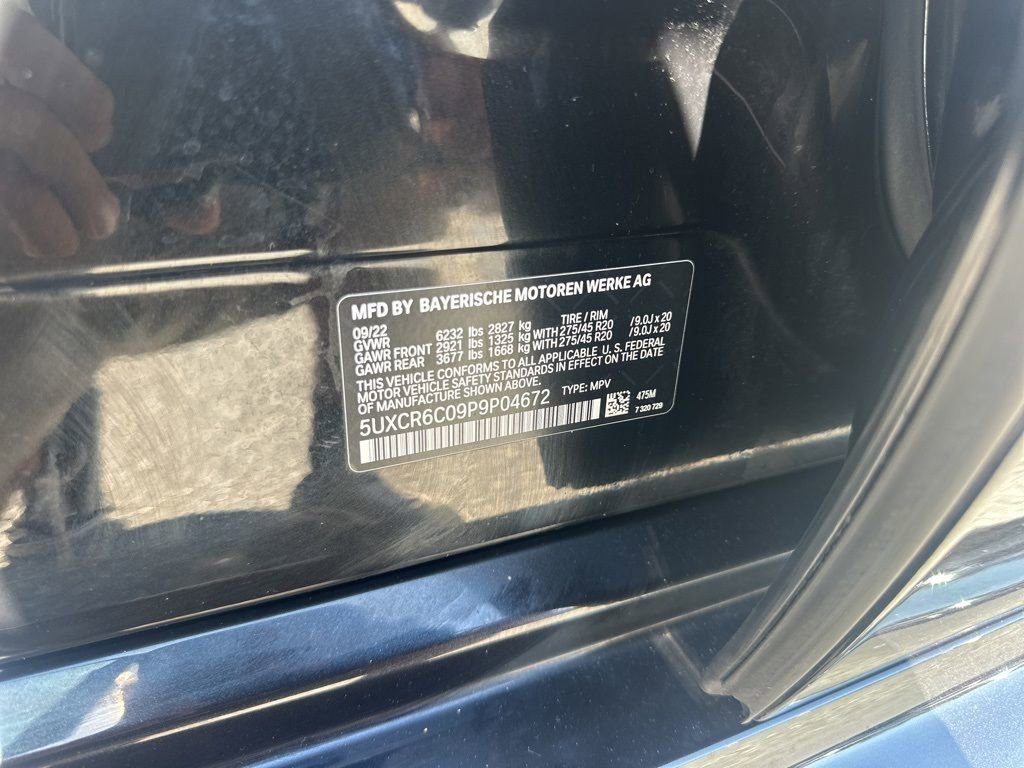 MFD BY BAYERISCHE MOTOREN WERKE AG
09/22 TIRE / RIM
GVWR 6232 lbs 2827 kg
GAWR FRONT 2921 lbs 1325 kg WITH 275/45 R20 /9.0J x 20
GAWR REAR 3677 lbs 1668 kg WITH 275/45 R20 /9.0J x 20
THIS VEHICLE CONFORMS TO ALL APPLICABLE U. S. FEDERAL
MOTOR VEHICLE SAFETY STANDARDS IN EFFECT ON THE DATE
OF MANUFACTURE SHOWN ABOVE.
5UXCR6C09P9P04672 TYPE: MPV 475M
7 320 729